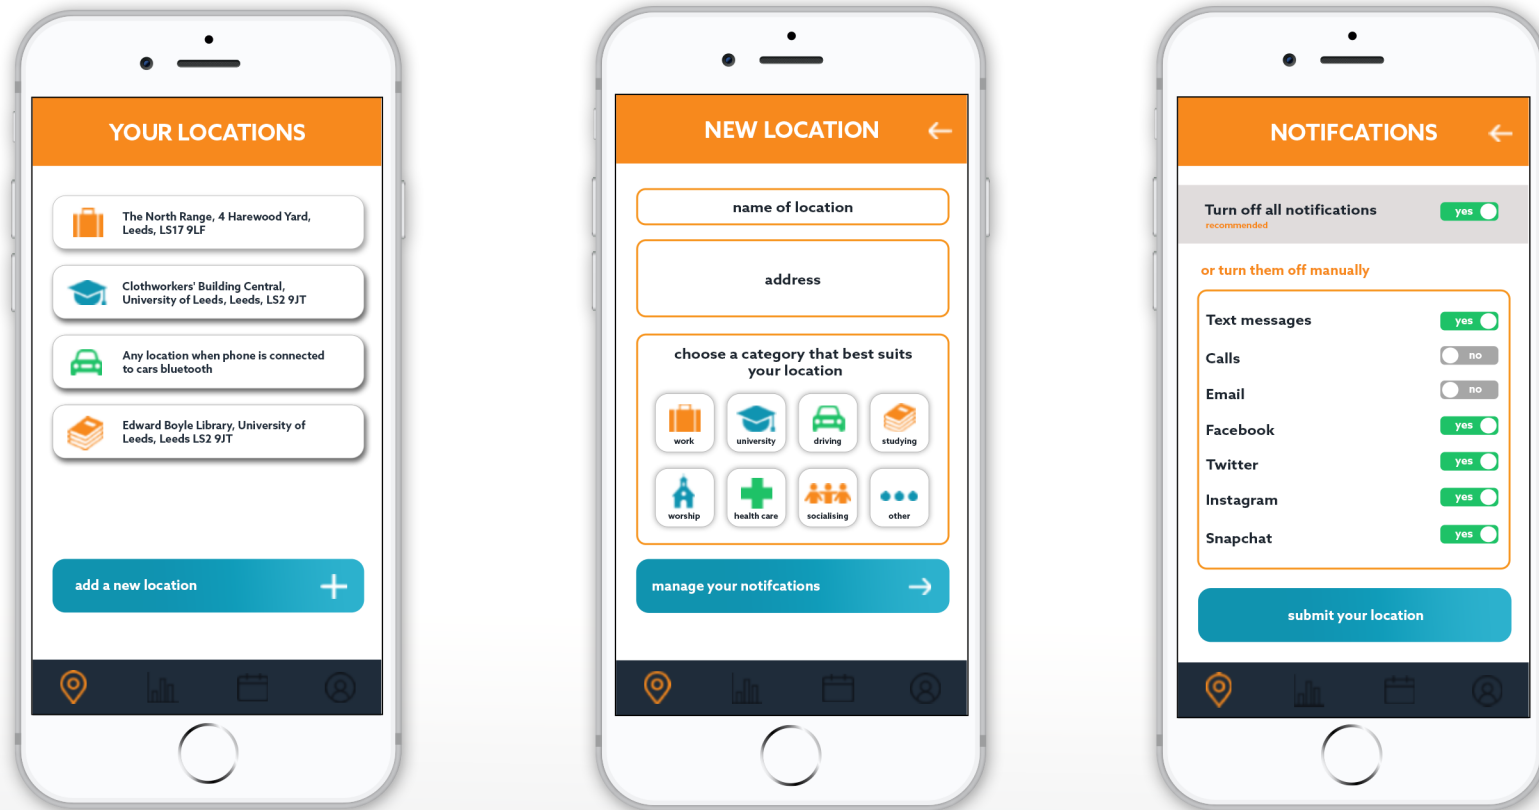 YOUR LOCATIONS
The North Range, 4 Harewood Yard,
Leeds, LS17 9LF
Clothworkers' Building Central,
University of Leeds, Leeds, LS2 9JT
Any location when phone is connected
to cars bluetooth
Edward Boyle Library, University of
Leeds, Leeds LS2 9JT
add a new location
NEW LOCATION
name of location
address
choose a category that best suits
your location
work
university
driving
studying
worship
health care
socialising
other
manage your notifcations
NOTIFCATIONS
Turn off all notifications
yes
recommended
or turn them off manually
Text messages
yes
Calls
no
Email
no
Facebook
yes
Twitter
yes
Instagram
yes
Snapchat
yes
submit your location